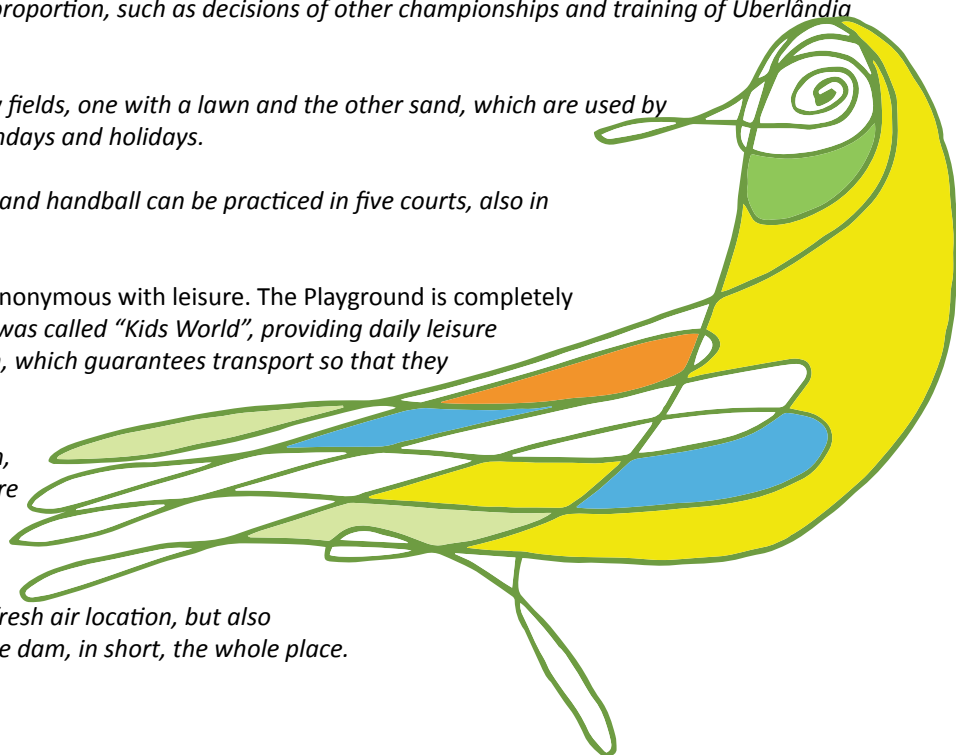 proportion, such as decisions of other championships and training of Uberlândia
fields, one with a lawn and the other sand, which are used by
ndays and holidays.
and handball can be practiced in five courts, also in
nonymous with leisure. The Playground is completely
was called “Kids World”, providing daily leisure
, which guarantees transport so that they
,
re
resh air location, but also
e dam, in short, the whole place.